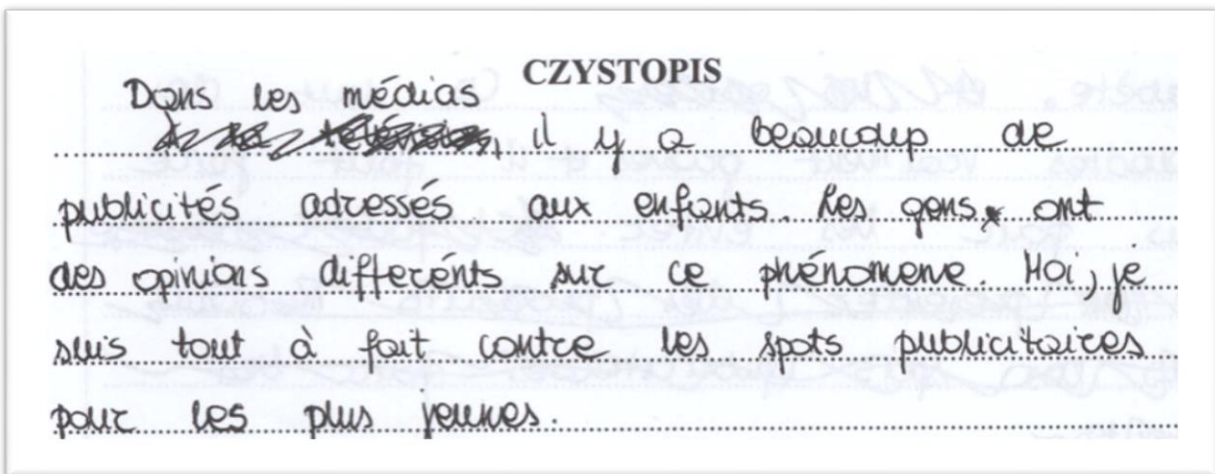 CZYSTOPIS
Dans les médias
il y a beaucoup de
publicités adressés aux enfants. Les gens ont
des opinions differénts sur ce phénomene. Moi, je
suis tout à fait contre les spots publicitaires
pour les plus jeunes.